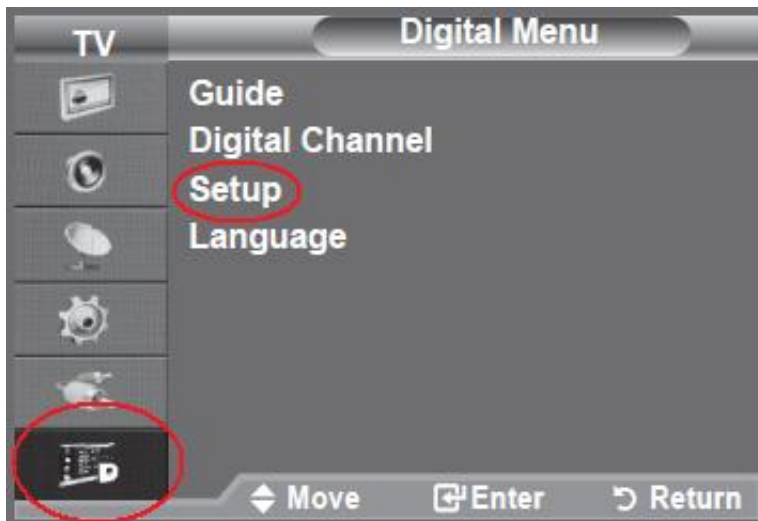 TV
Digital Menu
Guide
Digital Channel
Setup
Language
D
Move Enter Return